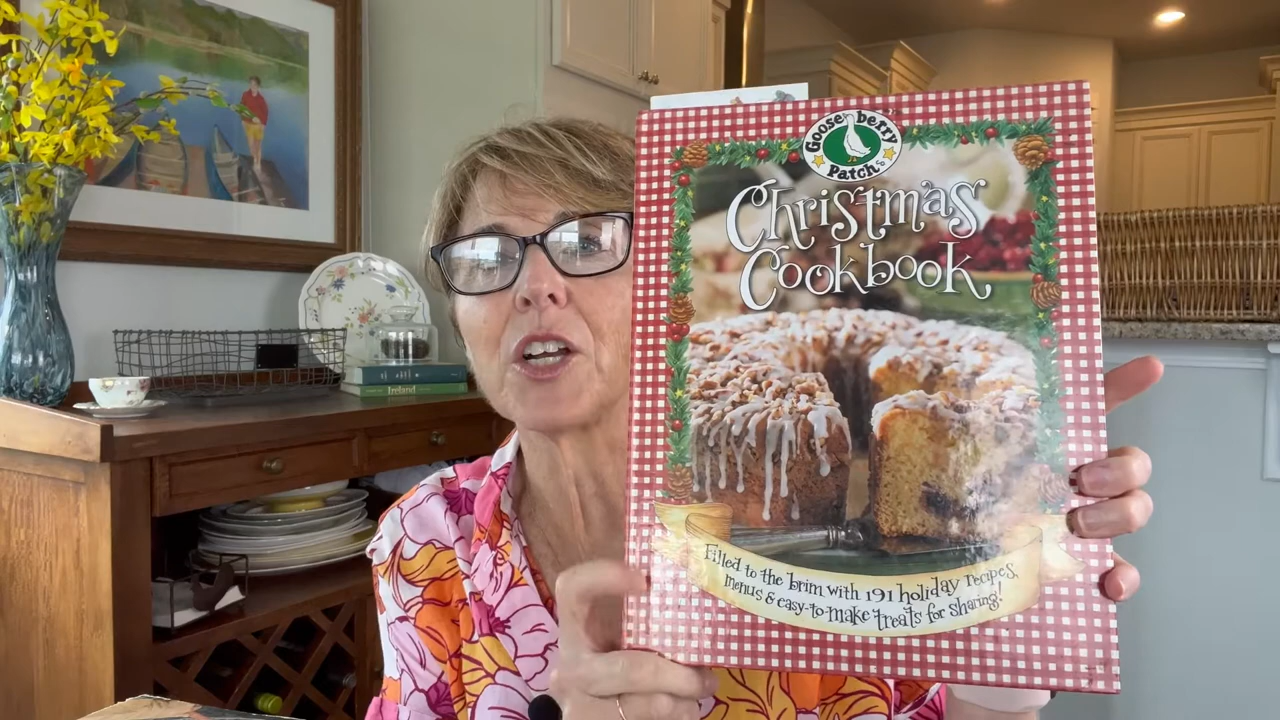 Gooseberry
Patch
Christmas
Cookbook
Filled to the brim with 191 holiday recipes,
menus & easy-to-make treats for sharing!
Ireland